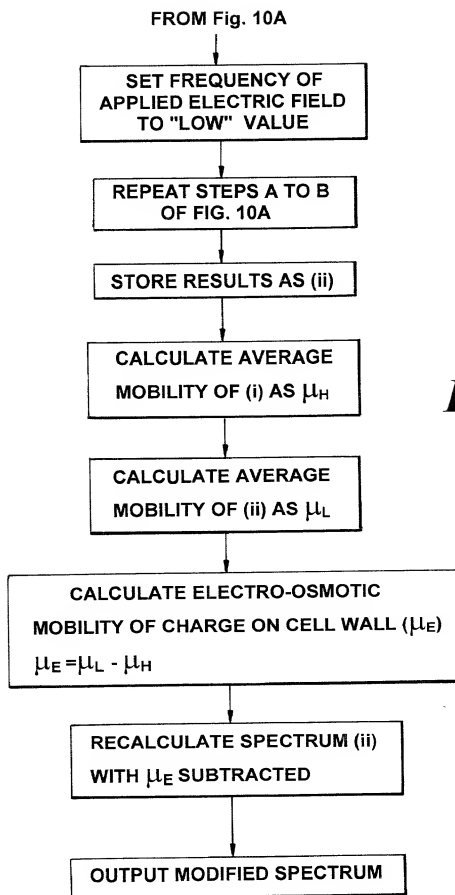 FROM Fig. 10A
SET FREQUENCY OF
APPLIED ELECTRIC FIELD
TO "LOW" VALUE
REPEAT STEPS A TO B
OF FIG. 10A
STORE RESULTS AS (ii)
CALCULATE AVERAGE
MOBILITY OF (i) AS μH
CALCULATE AVERAGE
MOBILITY OF (ii) AS μL
CALCULATE ELECTRO-OSMOTIC
MOBILITY OF CHARGE ON CELL WALL (μE)
μE = μL - μH
RECALCULATE SPECTRUM (ii)
WITH μE SUBTRACTED
OUTPUT MODIFIED SPECTRUM